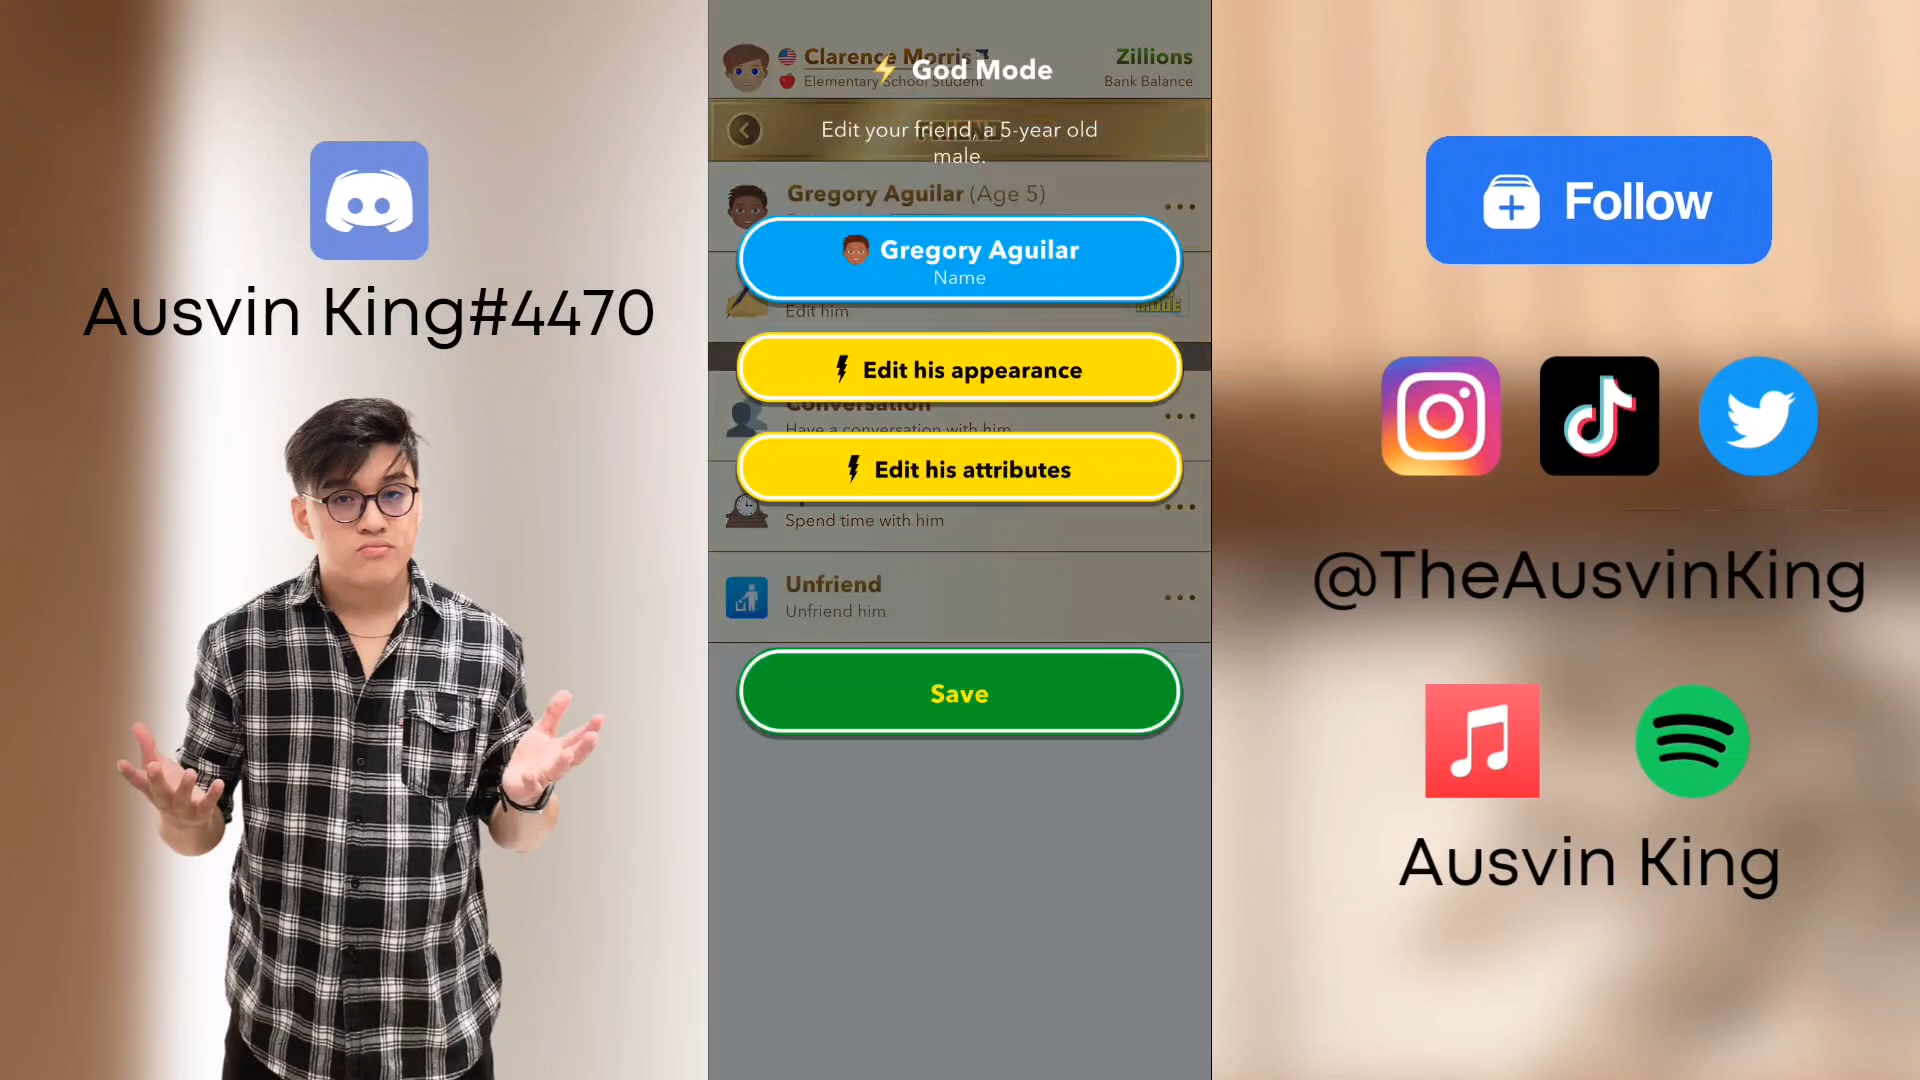 Ausvin King#4470
Clarence Morris
Elementary School Student
Zillions
Bank Balance
God Mode
Edit your friend, a 5-year old
male.
Gregory Aguilar (Age 5)
Gregory Aguilar
Name
Edit him
Edit his appearance
Conversation
Have a conversation with him
Edit his attributes
Spend time with him
Unfriend
Unfriend him
Save
Follow
@TheAusvinKing
Ausvin King